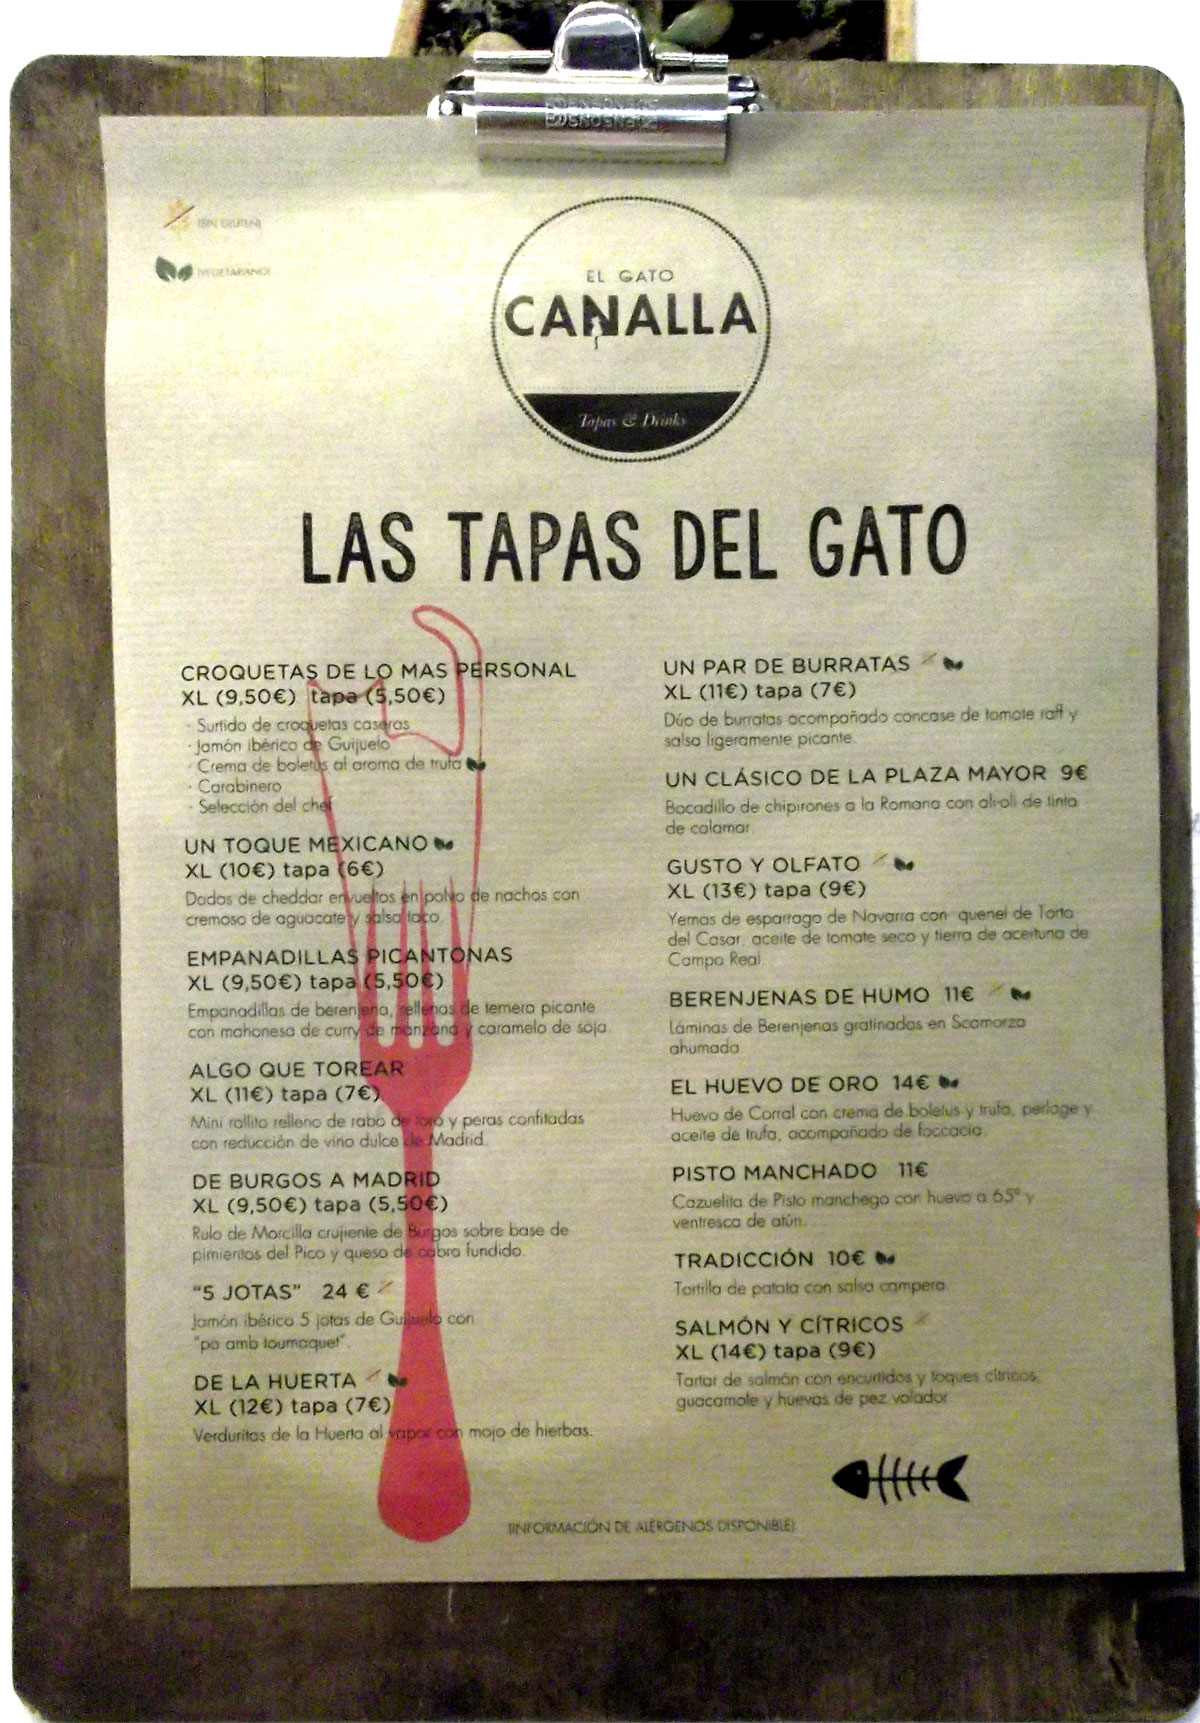 (SIN GLUTEN)
(VEGETARIANO)
EL GATO
CANALLA
Tapas & Drinks
LAS TAPAS DEL GATO
CROQUETAS DE LO MAS PERSONAL
XL (9,50€) tapa (5,50€)
· Surtido de croquetas caseras
· Jamón ibérico de Guijuelo
· Crema de boletus al aroma de trufa
· Carabinero
· Selección del chef
UN TOQUE MEXICANO
XL (10€) tapa (6€)
Dados de cheddar envueltos en polvo de nachos con
cremoso de aguacate y salsa taco.
EMPANADILLAS PICANTONAS
XL (9,50€) tapa (5,50€)
Empanadillas de berenjena, rellenas de ternera picante
con mahonesa de curry de manzana y caramelo de soja.
ALGO QUE TOREAR
XL (11€) tapa (7€)
Mini rollito relleno de rabo de toro y peras confitadas
con reducción de vino dulce de Madrid.
DE BURGOS A MADRID
XL (9,50€) tapa (5,50€)
Rulo de Morcilla crujiente de Burgos sobre base de
pimientos del Pico y queso de cabra fundido.
"5 JOTAS" 24 €
Jamón ibérico 5 jotas de Guijuelo con
"pa amb toumaquet".
DE LA HUERTA
XL (12€) tapa (7€)
Verduritas de la Huerta al vapor con mojo de hierbas.
UN PAR DE BURRATAS
XL (11€) tapa (7€)
Dúo de burratas acompañado concase de tomate raff y
salsa ligeramente picante.
UN CLÁSICO DE LA PLAZA MAYOR 9€
Bocadillo de chipirones a la Romana con ali-oli de tinta
de calamar.
GUSTO Y OLFATO
XL (13€) tapa (9€)
Yemas de esparrago de Navarra con quenel de Torta
del Casar, aceite de tomate seco y tierra de aceituna de
Campo Real.
BERENJENAS DE HUMO 11€
Láminas de Berenjenas gratinadas en Scamorza
ahumada.
EL HUEVO DE ORO 14€
Huevo de Corral con crema de boletus y trufa, perlage y
aceite de trufa, acompañado de foccacia.
PISTO MANCHADO 11€
Cazuelita de Pisto manchego con huevo a 65º y
ventresca de atún.
TRADICCIÓN 10€
Tortilla de patata con salsa campera.
SALMÓN Y CÍTRICOS
XL (14€) tapa (9€)
Tartar de salmón con encurtidos y toques cítricos,
guacamole y huevas de pez volador.
(INFORMACIÓN DE ALÉRGENOS DISPONIBLE)